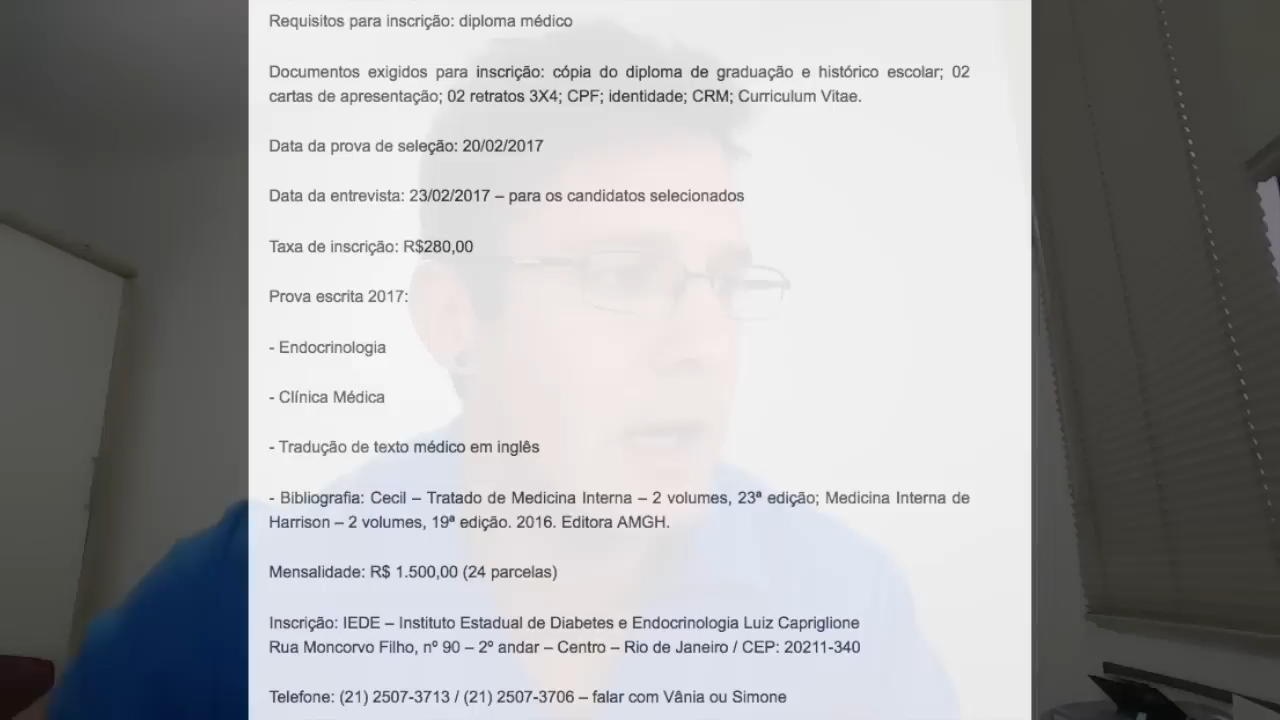 Requisitos para inscrição: diploma médico
Documentos exigidos para inscrição: cópia do diploma de graduação e histórico escolar; 02
cartas de apresentação; 02 retratos 3X4; CPF; identidade; CRM; Curriculum Vitae.
Data da prova de seleção: 20/02/2017
Data da entrevista: 23/02/2017 – para os candidatos selecionados
Taxa de inscrição: R$280,00
Prova escrita 2017:
- Endocrinologia
- Clínica Médica
- Tradução de texto médico em inglês
- Bibliografia: Cecil – Tratado de Medicina Interna – 2 volumes, 23ª edição; Medicina Interna de
Harrison – 2 volumes, 19ª edição. 2016. Editora AMGH.
Mensalidade: R$ 1.500,00 (24 parcelas)
Inscrição: IEDE – Instituto Estadual de Diabetes e Endocrinologia Luiz Capriglione
Rua Moncorvo Filho, nº 90 – 2º andar – Centro – Rio de Janeiro / CEP: 20211-340
Telefone: (21) 2507-3713 / (21) 2507-3706 – falar com Vânia ou Simone